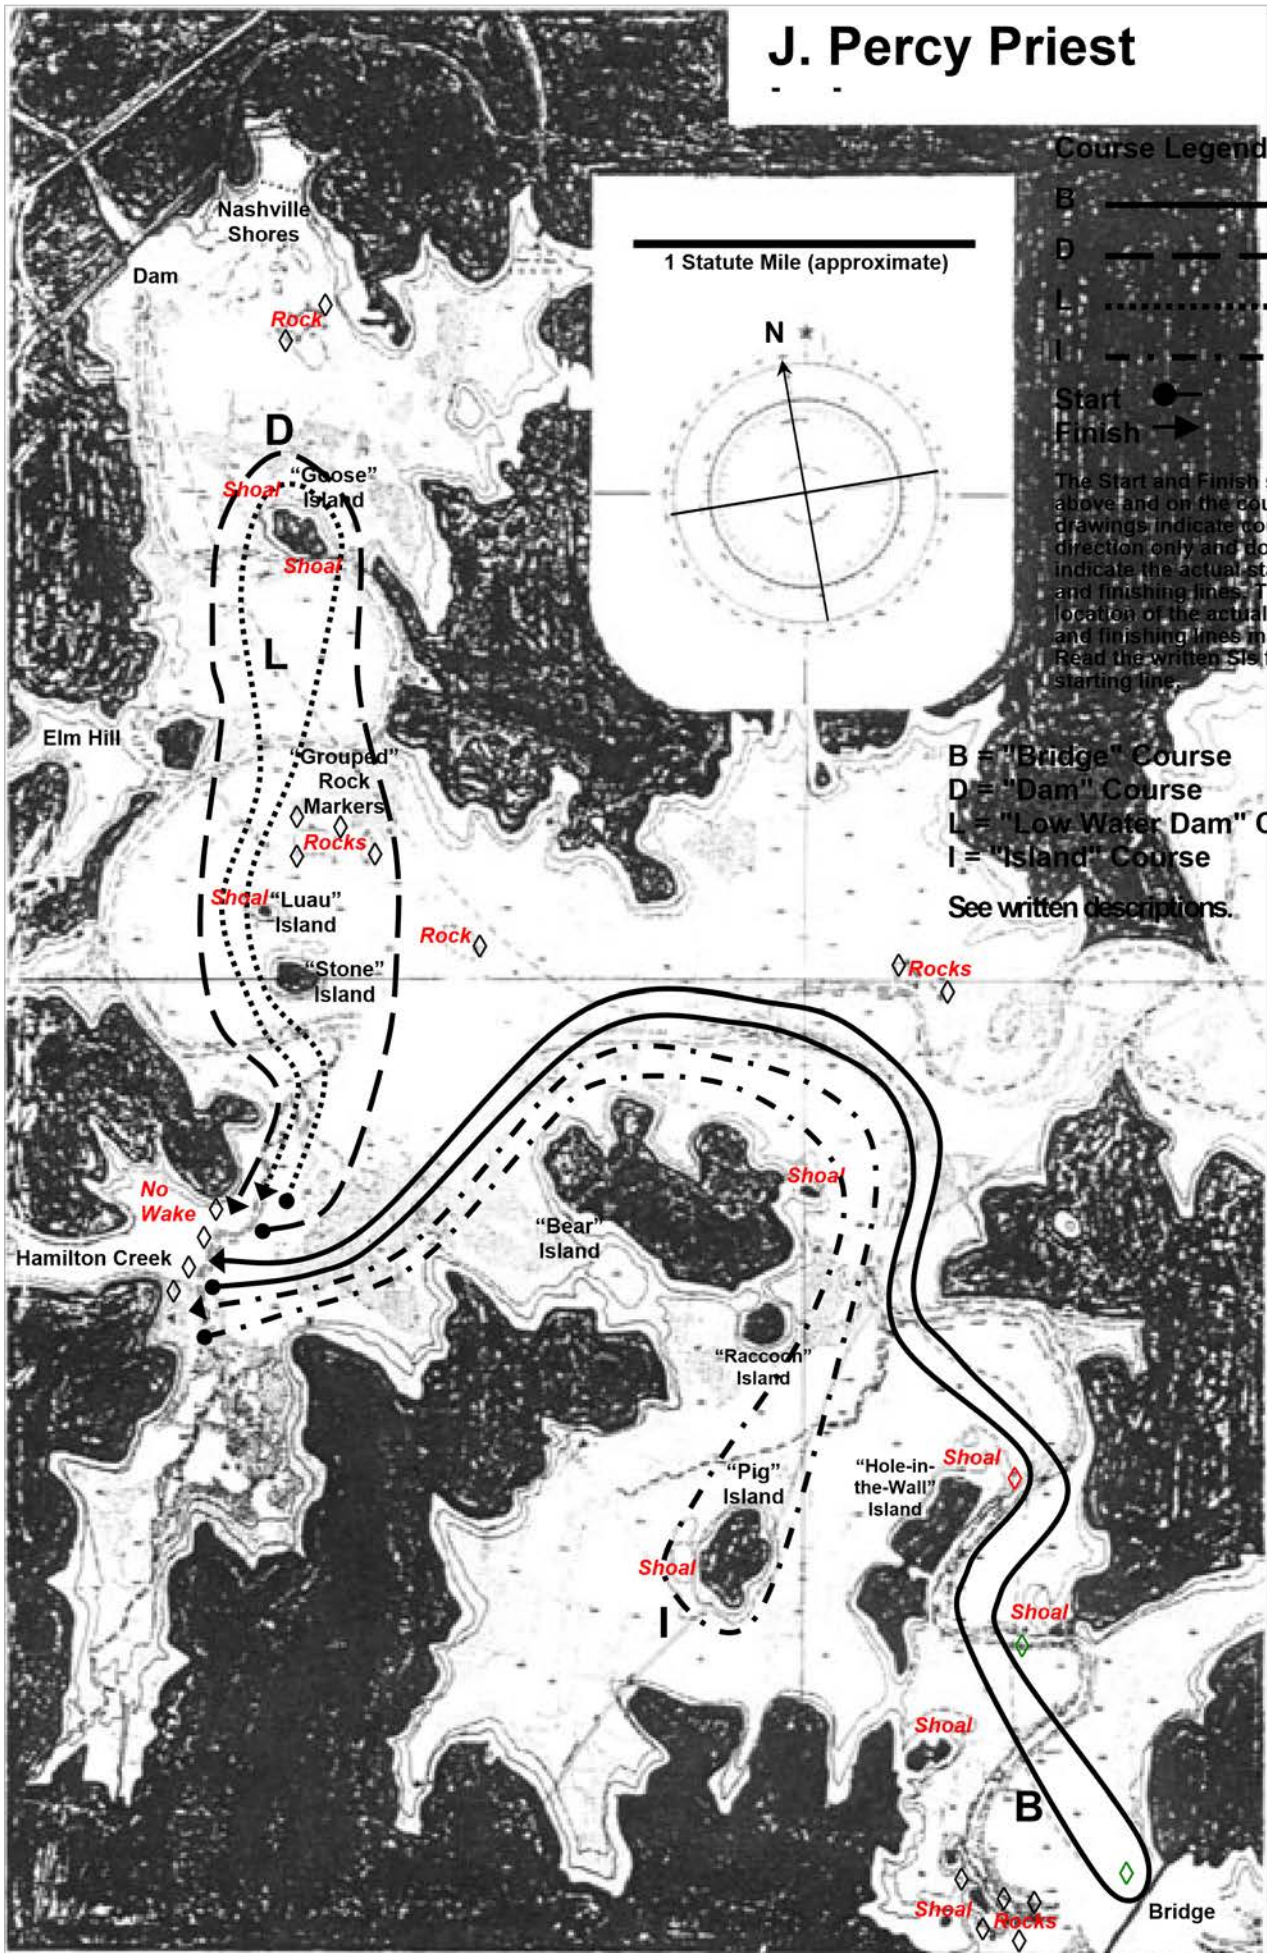 J. Percy Priest
- -
Course Legend
B
D
L
I
Start
Finish
The Start and Finish s
above and on the cou
drawings indicate co
direction only and do
indicate the actual sta
and finishing lines. T
location of the actual
and finishing lines m
Read the written SIs f
starting line.
1 Statute Mile (approximate)
N
B = "Bridge" Course
D = "Dam" Course
L = "Low Water Dam" C
I = "Island" Course
See written descriptions.
Nashville
Shores
Dam
Rock
D
"Goose"
Island
Shoal
Shoal
L
Elm Hill
"Grouped"
Rock
Markers
Rocks
Shoal
"Luau"
Island
Rock
"Stone"
Island
Rocks
No
Wake
Hamilton Creek
"Bear"
Island
Shoal
"Raccoon"
Island
"Pig"
Island
Shoal
I
"Hole-in-
the-Wall"
Island
Shoal
Shoal
Shoal
B
Shoal
Rocks
Bridge